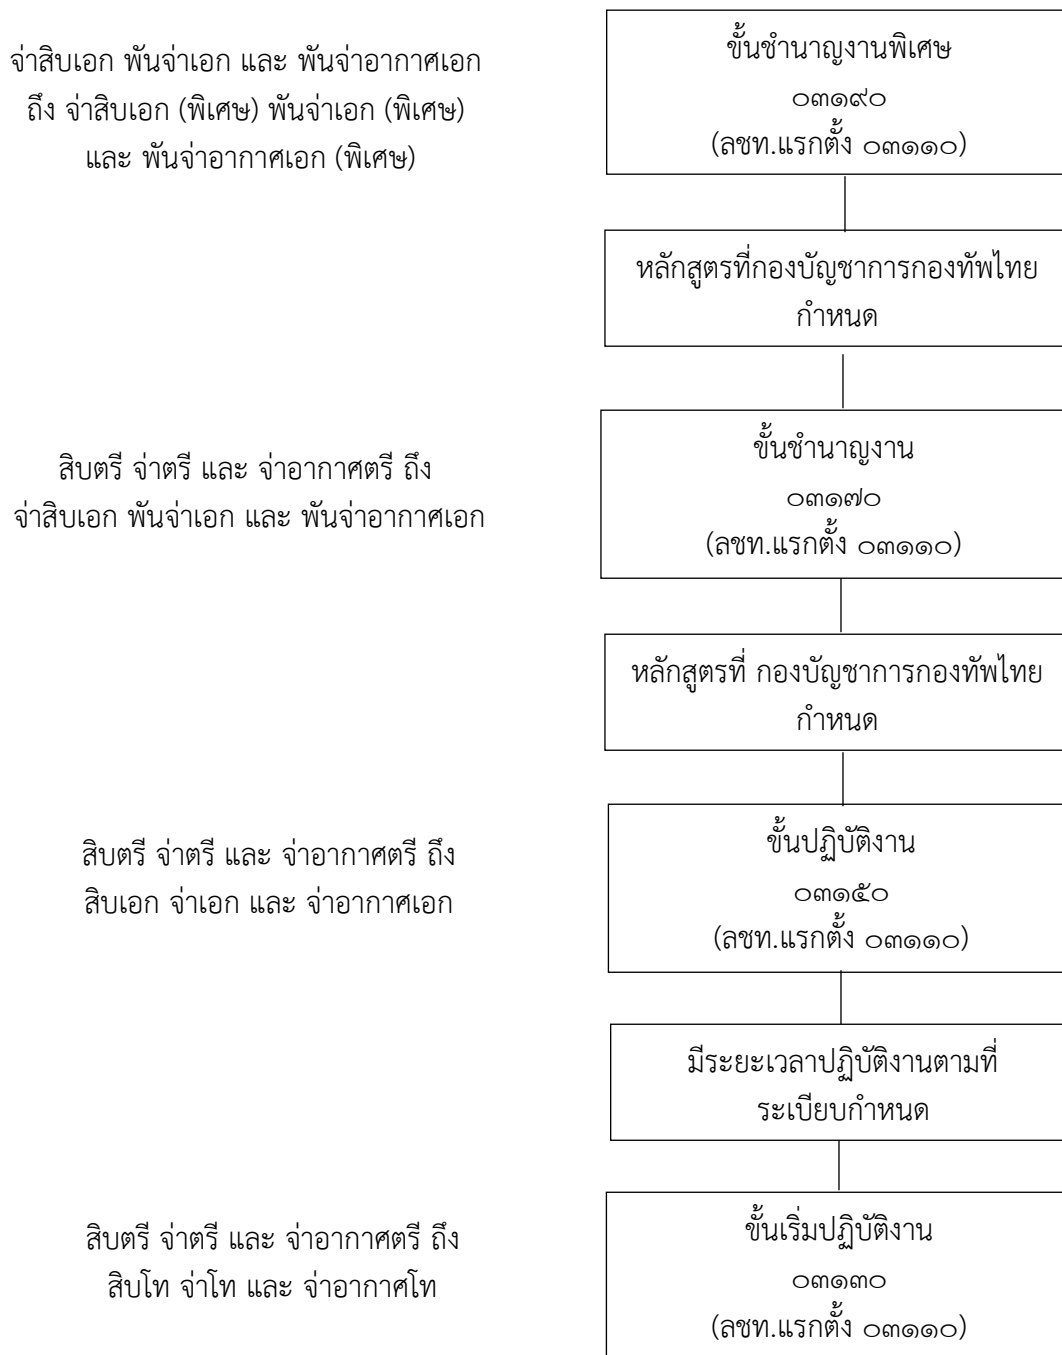 จ่าสิบเอก พันจ่าเอก และ พันจ่าอากาศเอก
ถึง จ่าสิบเอก (พิเศษ) พันจ่าเอก (พิเศษ)
และ พันจ่าอากาศเอก (พิเศษ)
ขั้นชำนาญงานพิเศษ
๐๓๑๙๐
(ลชท.แรกตั้ง ๐๓๑๑๐)
หลักสูตรที่กองบัญชาการกองทัพไทย
กำหนด
สิบตรี จ่าตรี และ จ่าอากาศตรี ถึง
จ่าสิบเอก พันจ่าเอก และ พันจ่าอากาศเอก
ขั้นชำนาญงาน
๐๓๑๗๐
(ลชท.แรกตั้ง ๐๓๑๑๐)
หลักสูตรที่ กองบัญชาการกองทัพไทย
กำหนด
สิบตรี จ่าตรี และ จ่าอากาศตรี ถึง
สิบเอก จ่าเอก และ จ่าอากาศเอก
ขั้นปฏิบัติงาน
๐๓๑๕๐
(ลชท.แรกตั้ง ๐๓๑๑๐)
มีระยะเวลาปฏิบัติงานตามที่
ระเบียบกำหนด
สิบตรี จ่าตรี และ จ่าอากาศตรี ถึง
สิบโท จ่าโท และ จ่าอากาศโท
ขั้นเริ่มปฏิบัติงาน
๐๓๑๓๐
(ลชท.แรกตั้ง ๐๓๑๑๐)